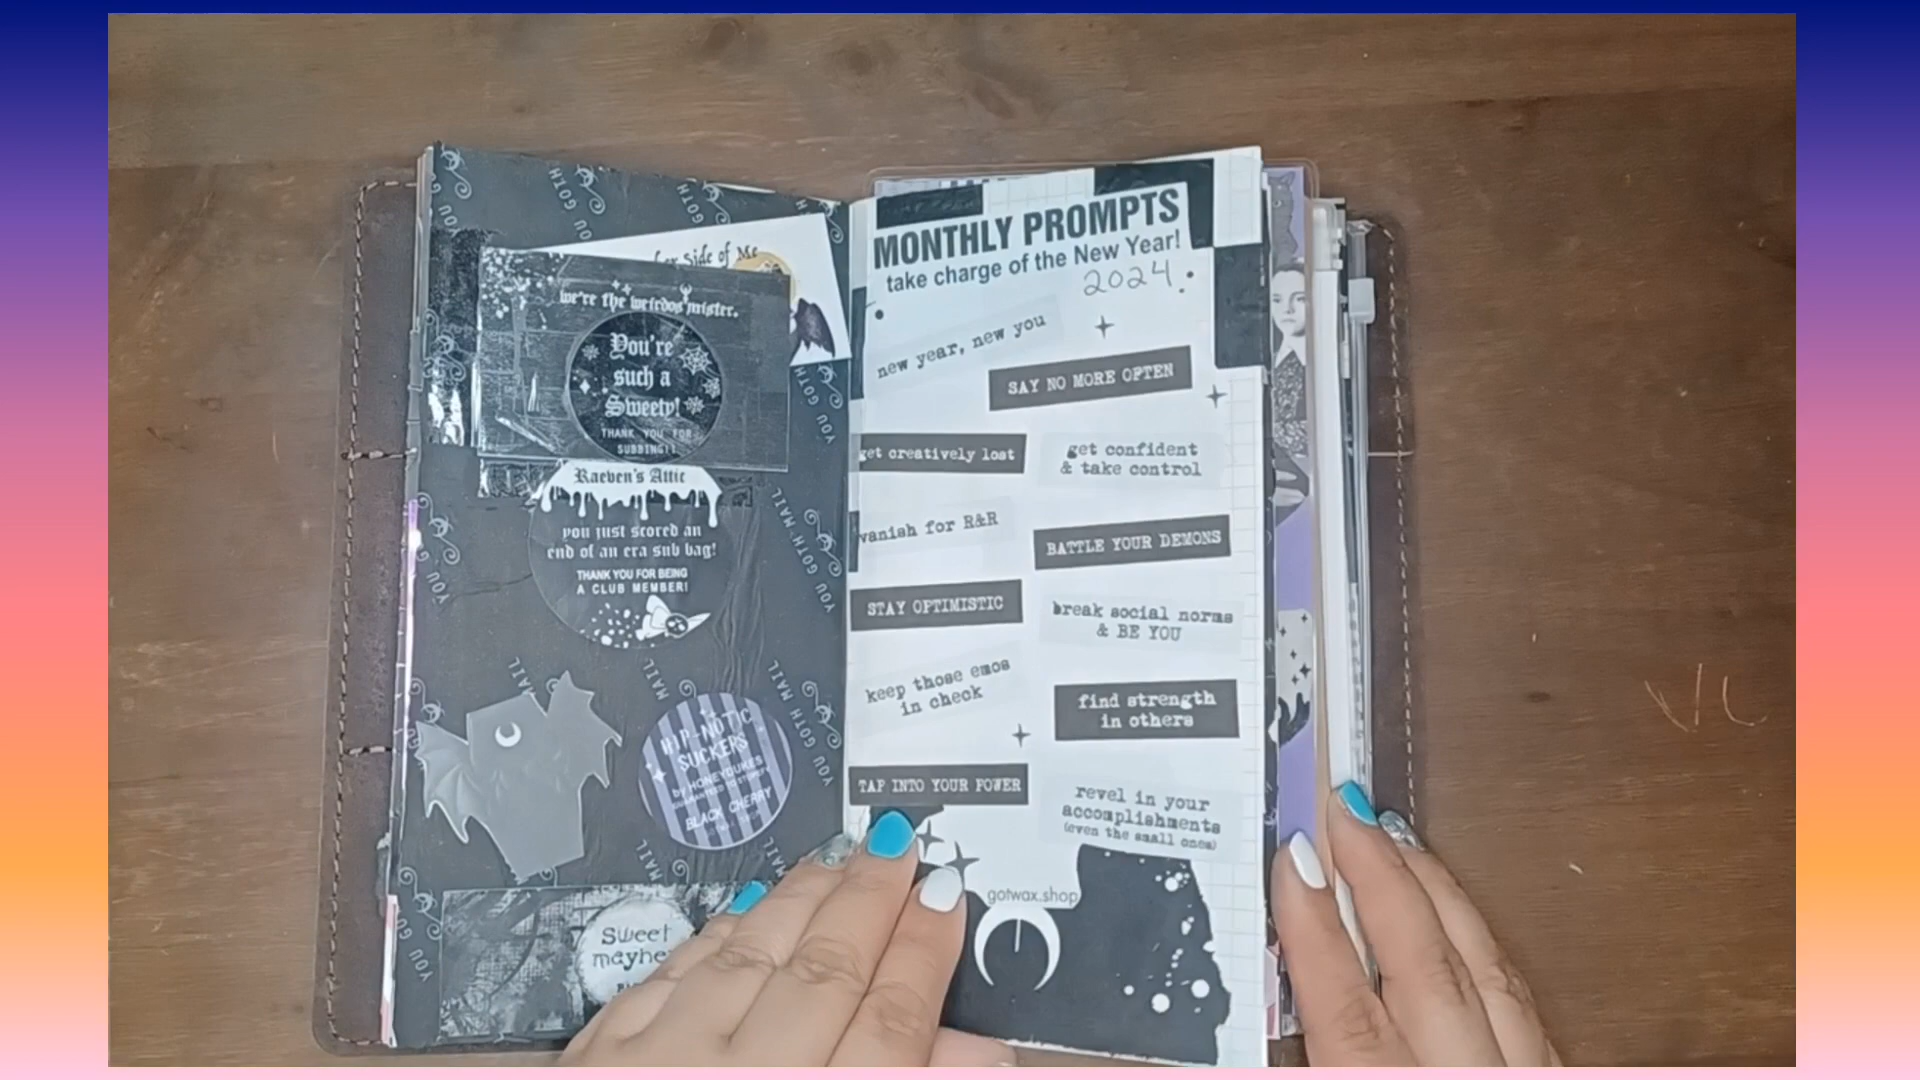 YOU GOTH MAIL
Side of Me
we're the weirdos mister.
You're
such a
Sweety!
THANK YOU FOR
SUBBING!
Raeven's Attic
you just scored an
end of an era sub bag!
THANK YOU FOR BEING
A CLUB MEMBER!
HIP-NOTIC
SUCKERS
by HONEYDUKES
BLACK CHERRY
Sweet
MONTHLY PROMPTS
take charge of the New Year!
2024
new year, new you
SAY NO MORE OFTEN
get creatively lost
get confident
& take control
vanish for R&R
BATTLE YOUR DEMONS
STAY OPTIMISTIC
break social norms
& BE YOU
keep those emos
in check
find strength
in others
TAP INTO YOUR POWER
revel in your
accomplishments
(even the small ones)
gotwax.shop